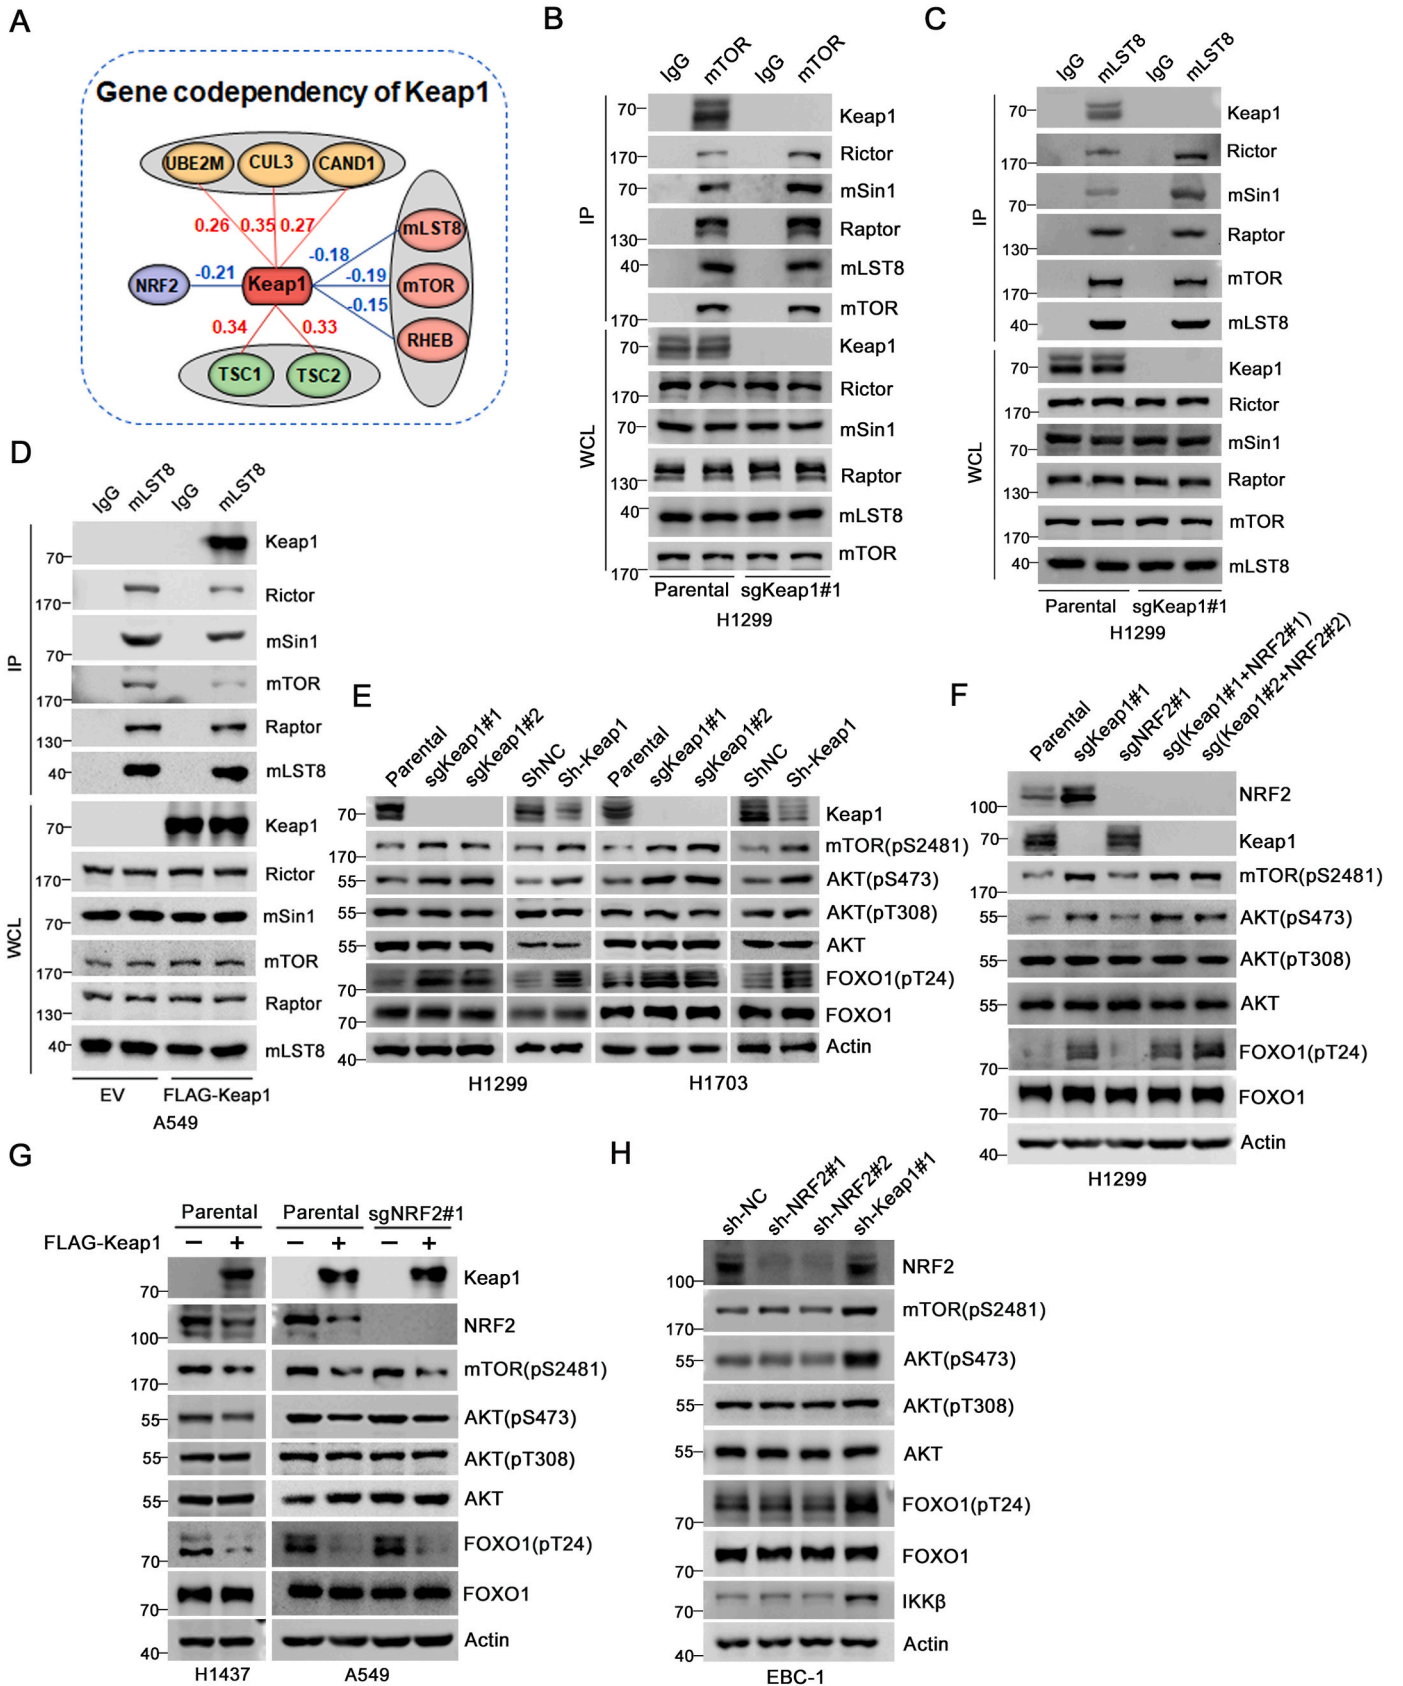 A
Gene codependency of Keap1
UBE2M CUL3 CAND1
0.26 0.35 0.27
mLST8
-0.18
NRF2 -0.21 Keap1 -0.19 mTOR
-0.15
RHEB
0.34 0.33
TSC1 TSC2
B
IgG mTOR IgG mTOR
IP
70 Keap1
170 Rictor
70 mSin1
130 Raptor
40 mLST8
170 mTOR
WCL
70 Keap1
170 Rictor
70 mSin1
130 Raptor
40 mLST8
170 mTOR
Parental sgKeap1#1
H1299
C
IgG mLST8 IgG mLST8
IP
70 Keap1
170 Rictor
70 mSin1
130 Raptor
170 mTOR
40 mLST8
WCL
70 Keap1
170 Rictor
70 mSin1
130 Raptor
170 mTOR
40 mLST8
Parental sgKeap1#1
H1299
D
IgG mLST8 IgG mLST8
IP
70 Keap1
170 Rictor
70 mSin1
170 mTOR
130 Raptor
40 mLST8
WCL
70 Keap1
170 Rictor
70 mSin1
170 mTOR
130 Raptor
40 mLST8
EV FLAG-Keap1
A549
E
Parental sgKeap1#1 sgKeap1#2 ShNC Sh-Keap1 Parental sgKeap1#1 sgKeap1#2 ShNC Sh-Keap1
70 Keap1
170 mTOR(pS2481)
55 AKT(pS473)
55 AKT(pT308)
55 AKT
70 FOXO1(pT24)
70 FOXO1
40 Actin
H1299 H1703
F
Parental sgKeap1#1 sgNRF2#1 sg(Keap1#1+NRF2#1) sg(Keap1#2+NRF2#2)
100 NRF2
70 Keap1
170 mTOR(pS2481)
55 AKT(pS473)
55 AKT(pT308)
55 AKT
70 FOXO1(pT24)
70 FOXO1
40 Actin
H1299
G
Parental Parental sgNRF2#1
FLAG-Keap1 − + − + − +
70 Keap1
100 NRF2
170 mTOR(pS2481)
55 AKT(pS473)
55 AKT(pT308)
55 AKT
70 FOXO1(pT24)
70 FOXO1
40 Actin
H1437 A549
H
sh-NC sh-NRF2#1 sh-NRF2#2 sh-Keap1#1
100 NRF2
170 mTOR(pS2481)
55 AKT(pS473)
55 AKT(pT308)
55 AKT
70 FOXO1(pT24)
70 FOXO1
70 IKKβ
40 Actin
EBC-1